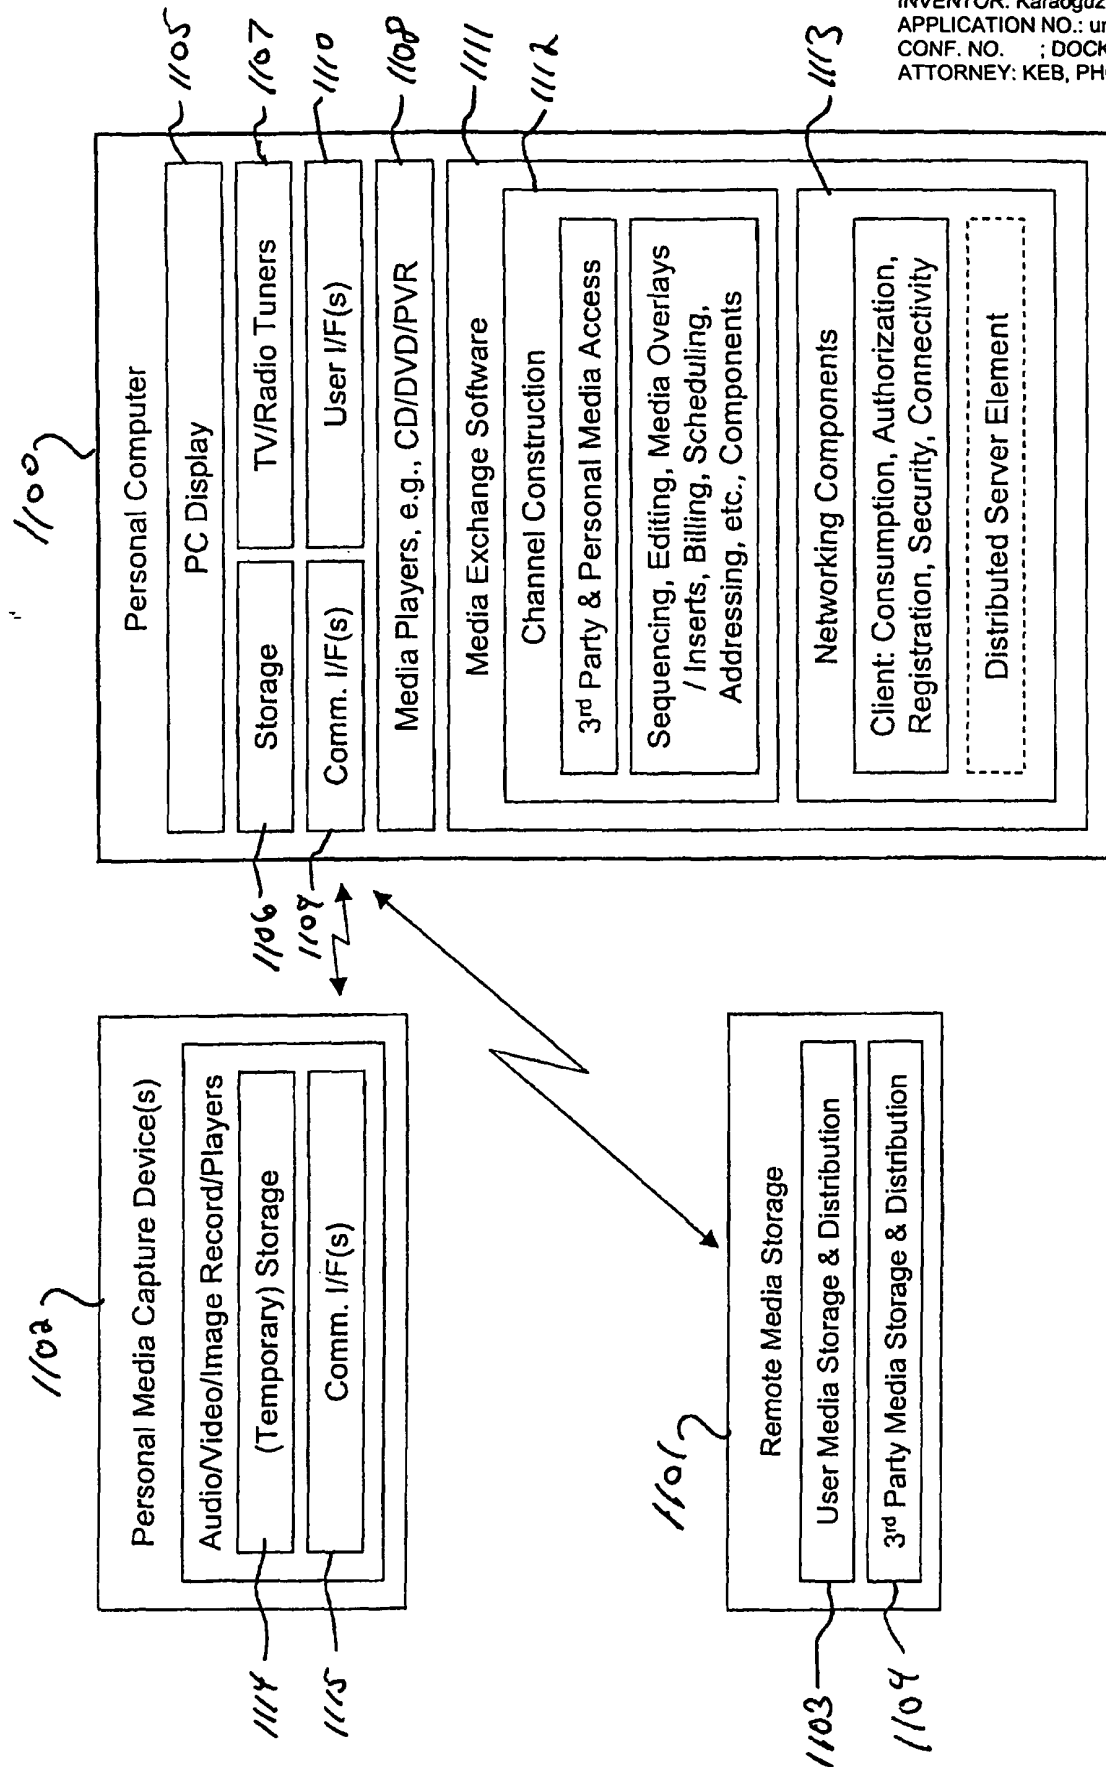 INVENTOR: Karaoguz
APPLICATION NO.: un
CONF. NO. ; DOCK
ATTORNEY: KEB, PH
1100
Personal Computer
1105
PC Display
1106
Storage
TV/Radio Tuners
1107
1109
Comm. I/F(s)
User I/F(s)
1110
Media Players, e.g., CD/DVD/PVR
1108
Media Exchange Software
1111
Channel Construction
1112
3rd Party & Personal Media Access
Sequencing, Editing, Media Overlays
/ Inserts, Billing, Scheduling,
Addressing, etc., Components
Networking Components
1113
Client: Consumption, Authorization,
Registration, Security, Connectivity
Distributed Server Element
1102
Personal Media Capture Device(s)
Audio/Video/Image Record/Players
1114
(Temporary) Storage
1115
Comm. I/F(s)
1101
Remote Media Storage
1103
User Media Storage & Distribution
1104
3rd Party Media Storage & Distribution